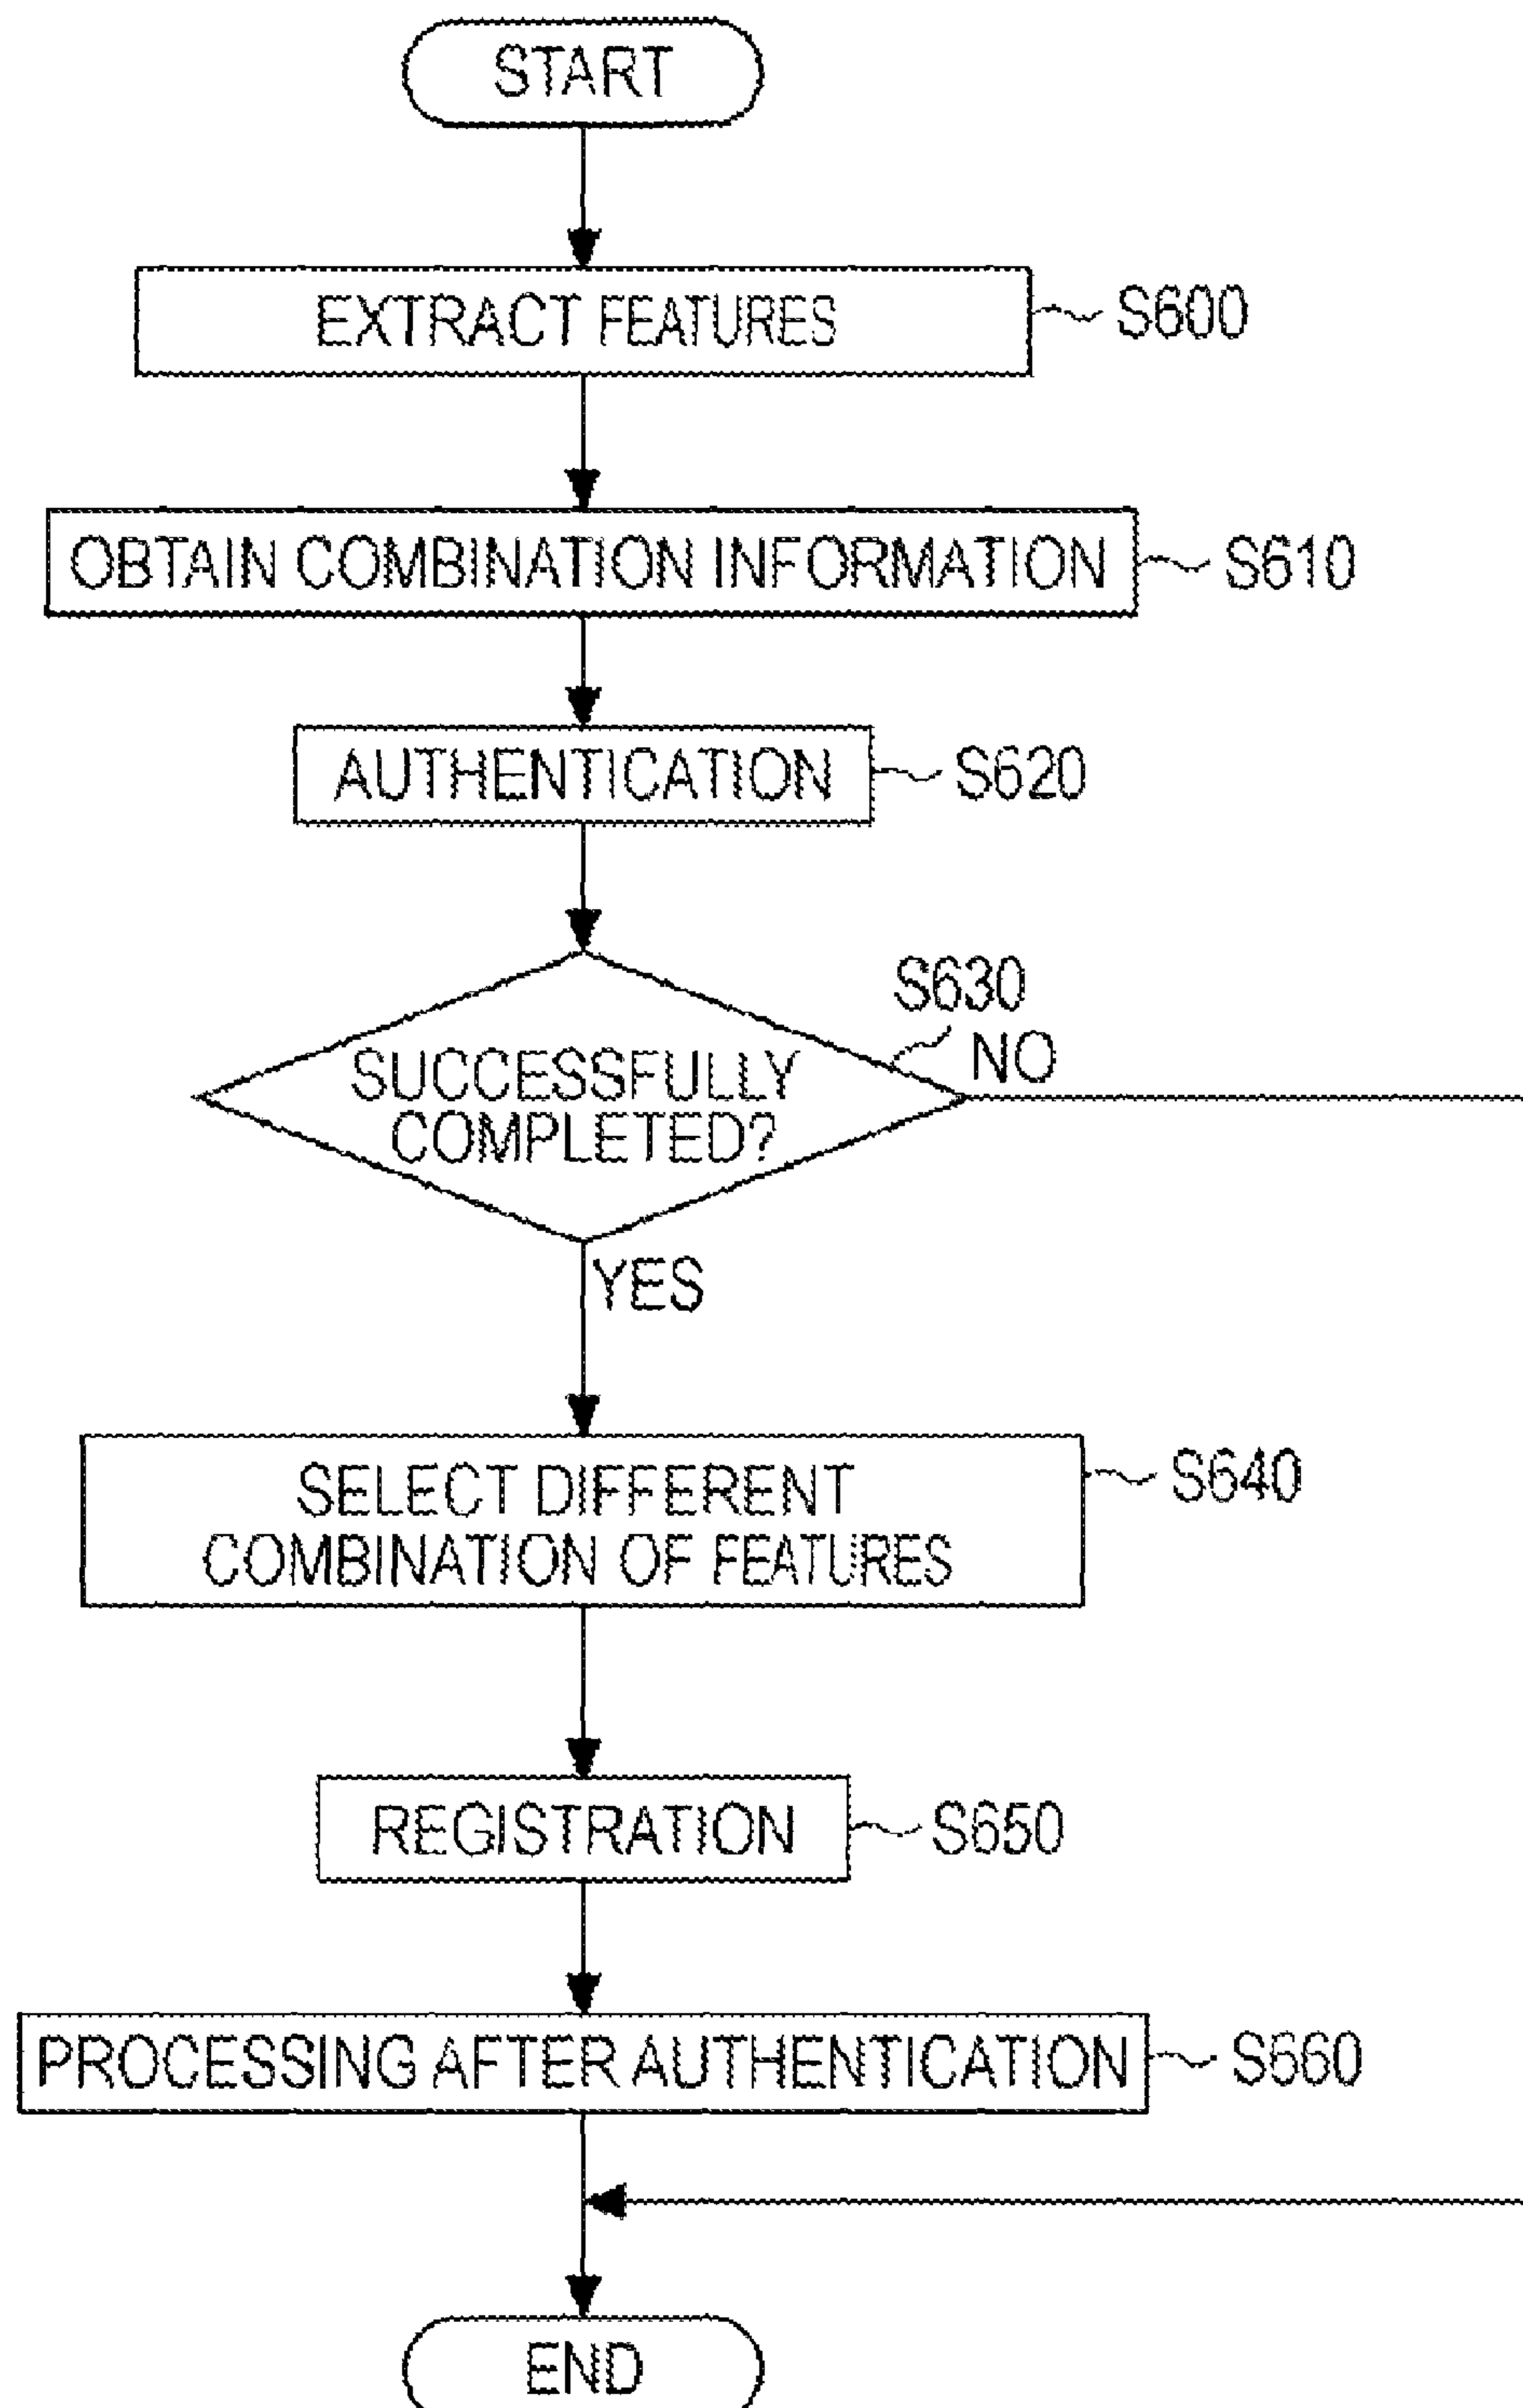 START
EXTRACT FEATURES
S600
OBTAIN COMBINATION INFORMATION
S610
AUTHENTICATION
S620
S630
NO
SUCCESSFULLY
COMPLETED?
YES
SELECT DIFFERENT
COMBINATION OF FEATURES
S640
REGISTRATION
S650
PROCESSING AFTER AUTHENTICATION
S660
END